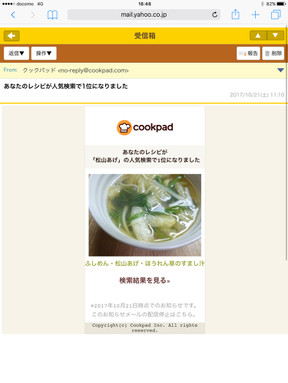 docomo 4G 18:48 82%
mail.yahoo.co.jp
受信箱
返信▼ 操作▼ 報告 削除
From: クックパッド <no-reply@cookpad.com>
あなたのレシピが人気検索で1位になりました
2017/10/21(土) 11:10
cookpad
あなたのレシピが
「松山あげ」の人気検索で1位になりました
ふしめん・松山あげ・ほうれん草のすまし汁
検索結果を見る»
※2017年10月21日時点でのお知らせです。
このお知らせメールの配信停止はこちら。
Copyright(c) Cookpad Inc. All rights
reserved.